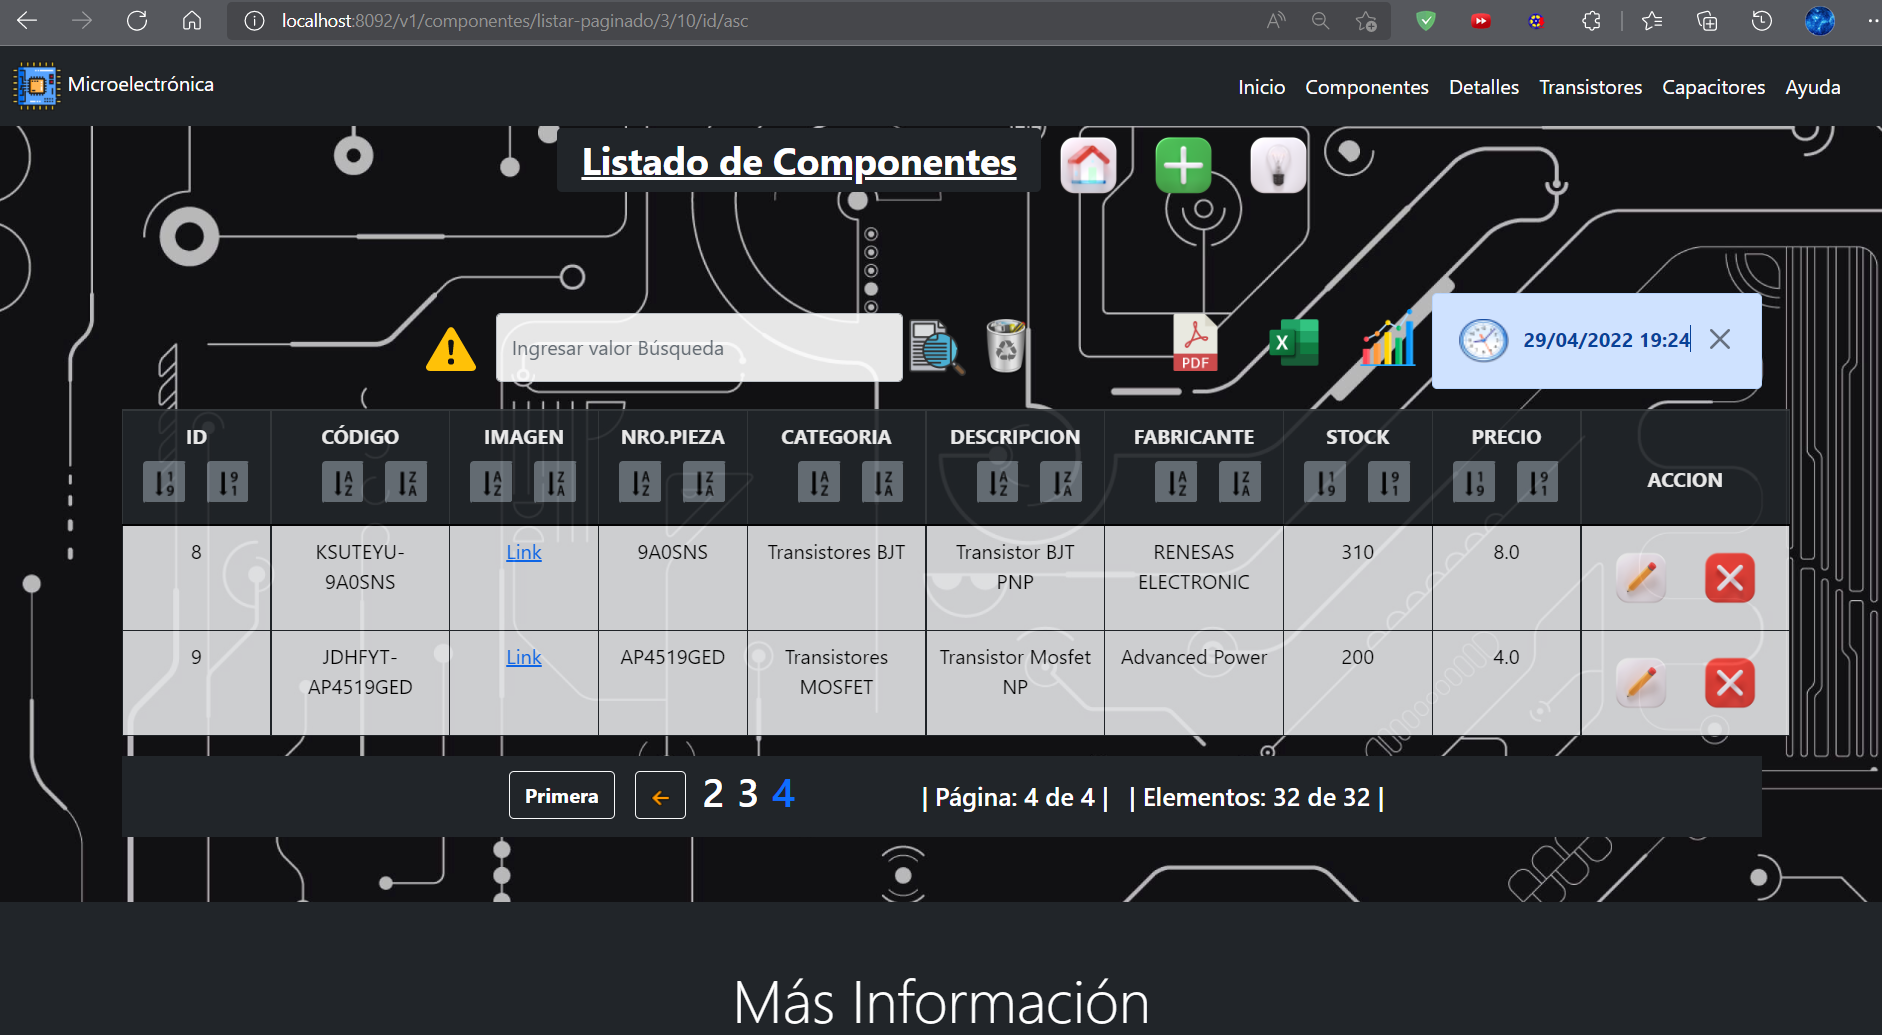 localhost:8092/v1/componentes/listar-paginado/3/10/id/asc
Microelectrónica
Inicio Componentes Detalles Transistores Capacitores Ayuda
Listado de Componentes
Ingresar valor Búsqueda
PDF
X
29/04/2022 19:24
ID CÓDIGO IMAGEN NRO.PIEZA CATEGORIA DESCRIPCION FABRICANTE STOCK PRECIO ACCION
8 KSUTEYU-9A0SNS Link 9A0SNS Transistores BJT Transistor BJT PNP RENESAS ELECTRONIC 310 8.0
9 JDHFYT-AP4519GED Link AP4519GED Transistores MOSFET Transistor Mosfet NP Advanced Power 200 4.0
Primera ← 2 3 4 | Página: 4 de 4 | | Elementos: 32 de 32 |
Más Información